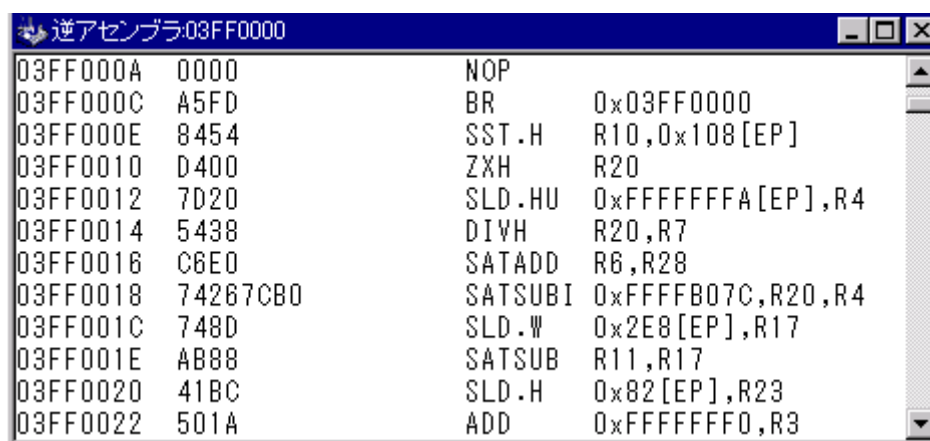 逆アセンブラ:03FF0000
03FF000A 0000 NOP
03FF000C A5FD BR 0x03FF0000
03FF000E 8454 SST.H R10,0x108[EP]
03FF0010 D400 ZXH R20
03FF0012 7D20 SLD.HU 0xFFFFFFFA[EP],R4
03FF0014 5438 DIVH R20,R7
03FF0016 C6E0 SATADD R6,R28
03FF0018 74267CB0 SATSUBI 0xFFFFB07C,R20,R4
03FF001C 748D SLD.W 0x2E8[EP],R17
03FF001E AB88 SATSUB R11,R17
03FF0020 41BC SLD.H 0x82[EP],R23
03FF0022 501A ADD 0xFFFFFFF0,R3